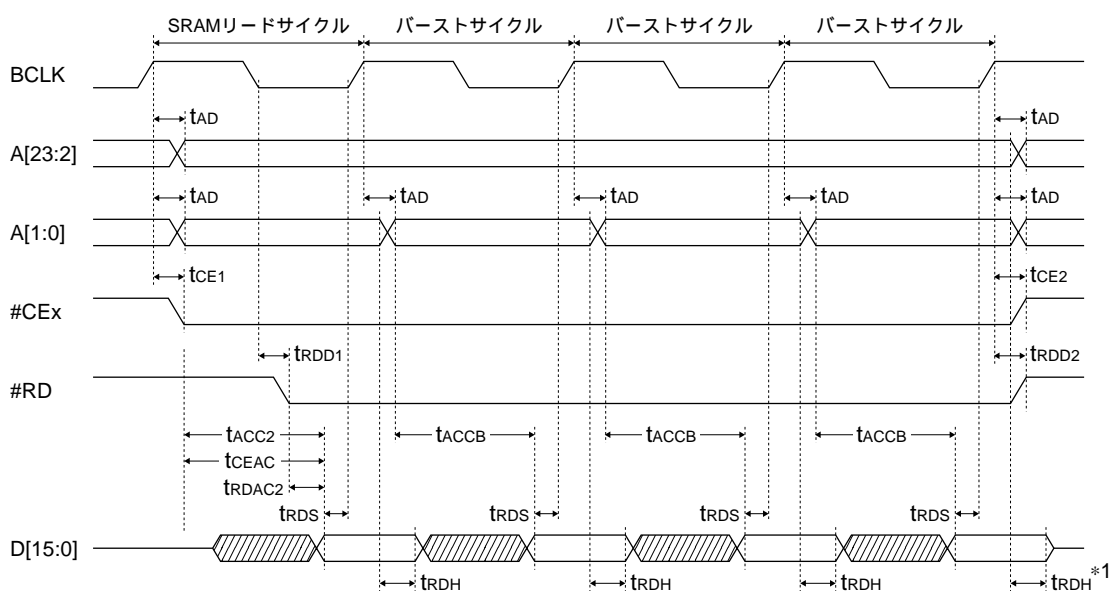 SRAMリードサイクル バーストサイクル バーストサイクル バーストサイクル
BCLK
tAD tAD
A[23:2]
tAD tAD tAD tAD tAD
A[1:0]
tCE1 tCE2
#CEx
tRDD1 tRDD2
#RD
tACC2 tACCB tACCB tACCB
tCEAC
tRDAC2
tRDS tRDS tRDS tRDS
D[15:0]
tRDH tRDH tRDH tRDH*1